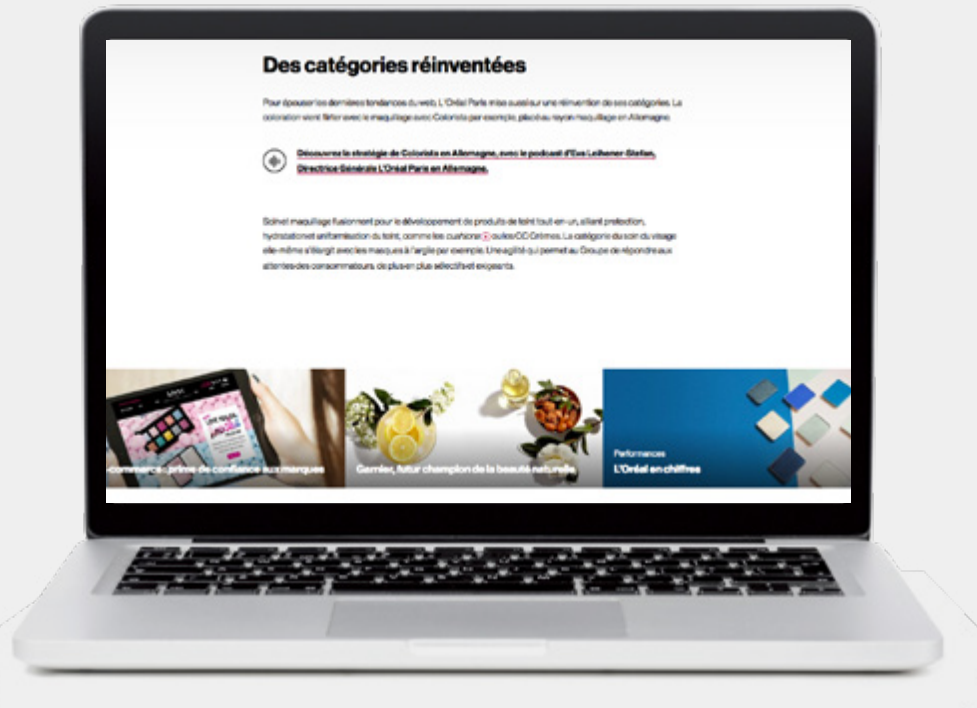 Des catégories réinventées
Pour épouser les dernières tendances du web, L'Oréal Paris mise aussi sur une réinvention de ses catégories. La
coloration vient flirter avec le maquillage avec Colorista par exemple, placé au rayon maquillage en Allemagne.
Découvrez la stratégie de Colorista en Allemagne, avec le podcast d'Eva Leihener-Stefan,
Directrice Générale L'Oréal Paris en Allemagne.
Soin et maquillage fusionnent pour le développement de produits de teint tout-en-un, alliant protection,
hydratation et uniformisation du teint, comme les cushions ou les CC Crèmes. La catégorie du soin du visage
elle-même s'élargit avec les masques à l'argile par exemple. Une agilité qui permet au Groupe de répondre aux
attentes des consommateurs, de plus en plus sélectifs et exigeants.
-commerce : prime de confiance aux marques
Garnier, futur champion de la beauté naturelle
Performances
L'Oréal en chiffres